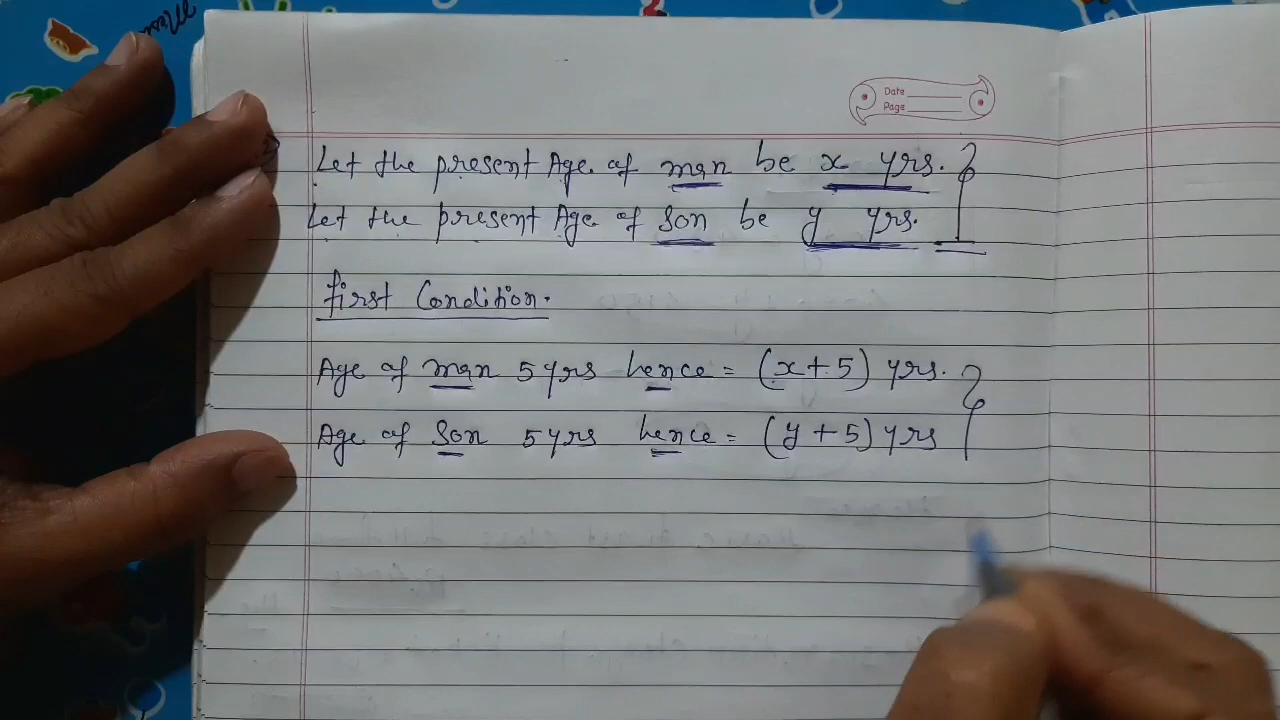 Date
Page
Let the present Age of man be x yrs.
Let the present Age of son be y yrs.
first Condition.
Age of man 5 yrs hence = (x+5) yrs.
Age of Son 5 yrs hence = (y+5) yrs